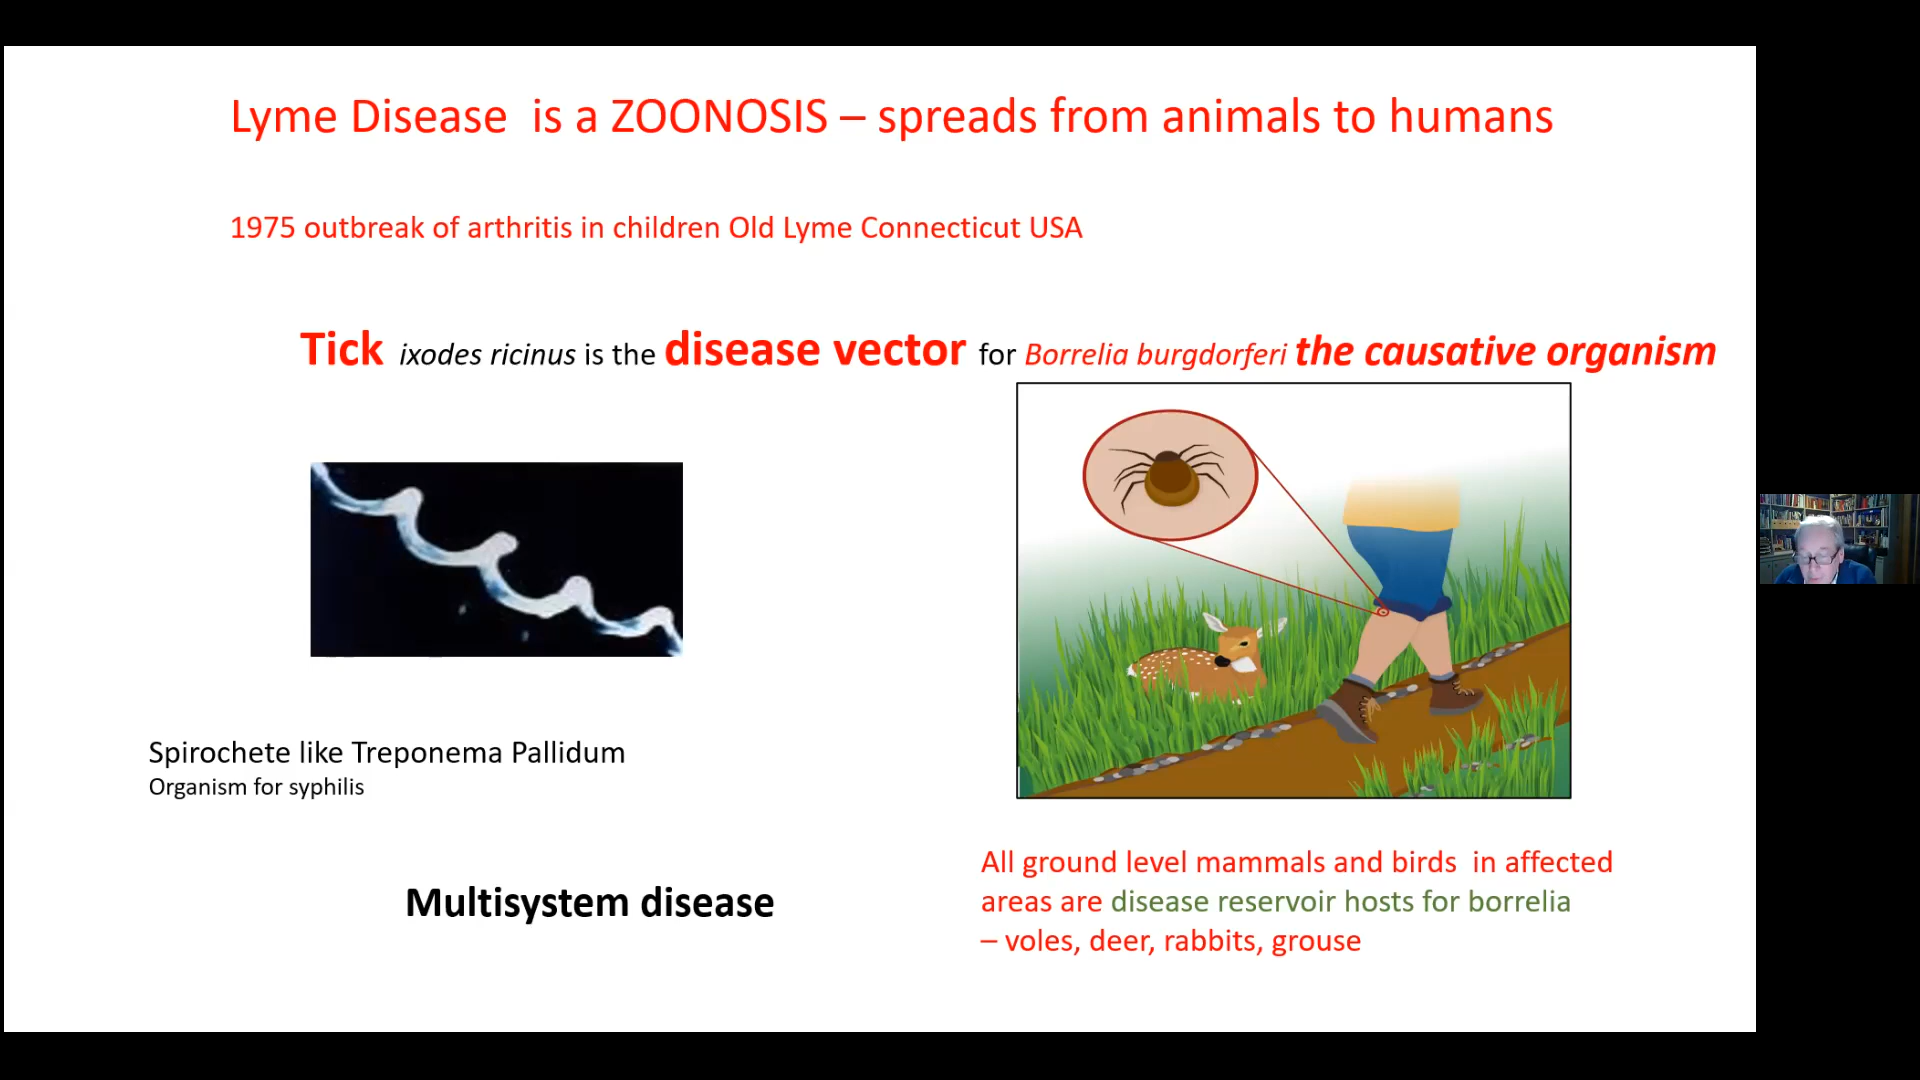 Lyme Disease is a ZOONOSIS – spreads from animals to humans
1975 outbreak of arthritis in children Old Lyme Connecticut USA
Tick ixodes ricinus is the disease vector for Borrelia burgdorferi the causative organism
Spirochete like Treponema Pallidum
Organism for syphilis
Multisystem disease
All ground level mammals and birds in affected
areas are disease reservoir hosts for borrelia
– voles, deer, rabbits, grouse